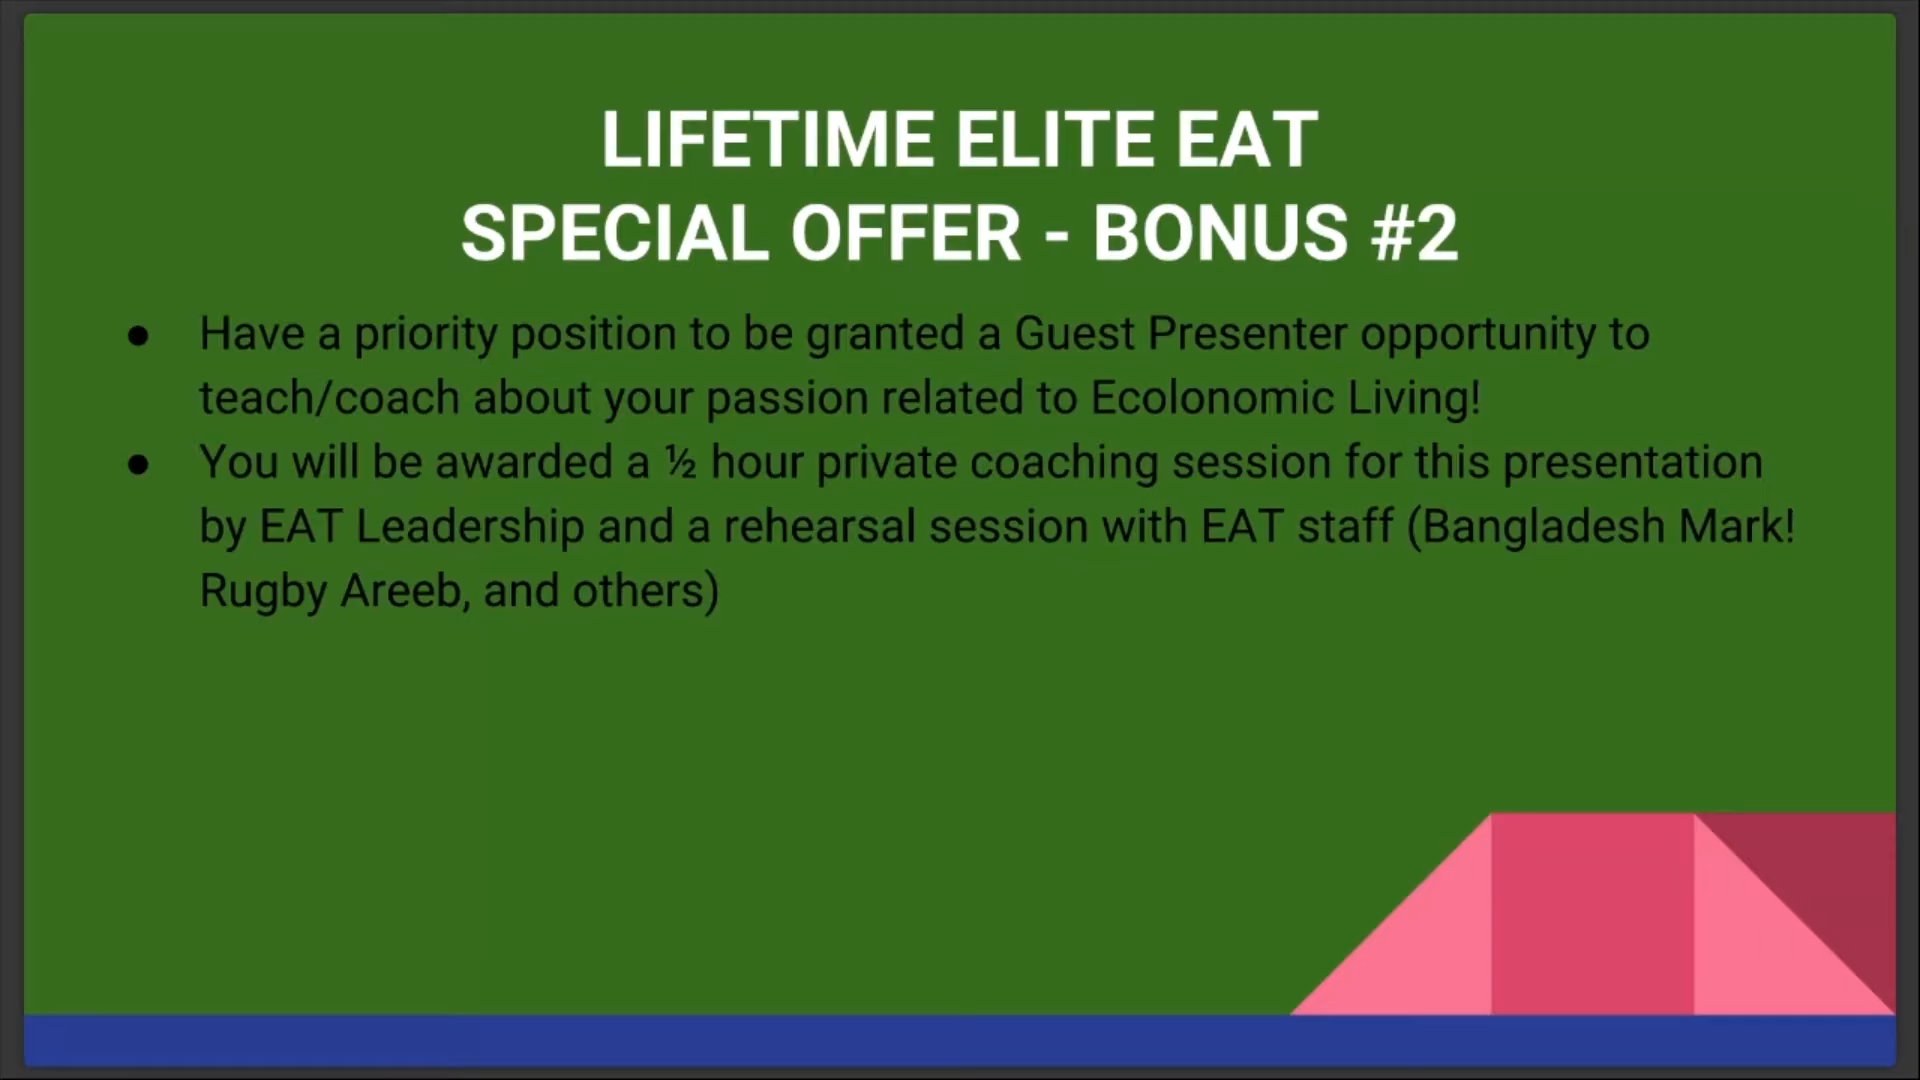 LIFETIME ELITE EAT
SPECIAL OFFER - BONUS #2
● Have a priority position to be granted a Guest Presenter opportunity to
teach/coach about your passion related to Ecolonomic Living!
● You will be awarded a ½ hour private coaching session for this presentation
by EAT Leadership and a rehearsal session with EAT staff (Bangladesh Mark!
Rugby Areeb, and others)